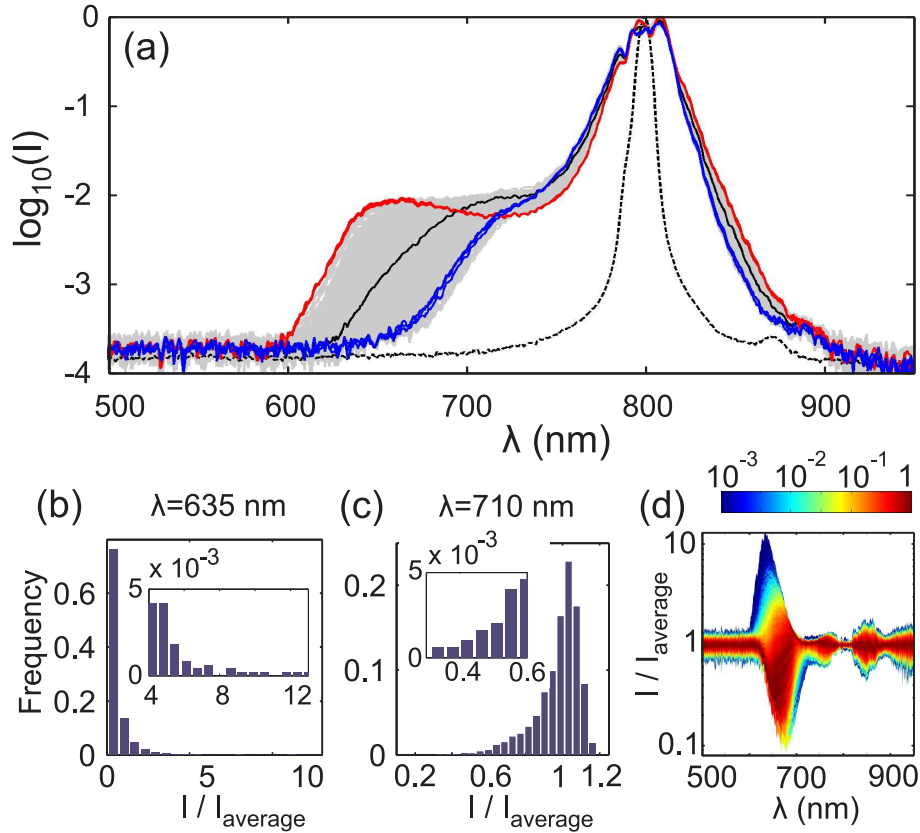 (a)
log10(I)
0
-1
-2
-3
-4
500 600 700 800 900
λ (nm)
(b) λ=635 nm
Frequency
0.6
0.4
0.2
0
0 5 10
I / Iaverage
5 x 10-3
0
4 8 12
(c) λ=710 nm
0.2
0.1
0
0.2 0.6 1 1.2
I / Iaverage
5 x 10-3
0
0.4 0.6
(d)
10-3 10-2 10-1 1
I / Iaverage
10
1
0.1
500 700 900
λ (nm)